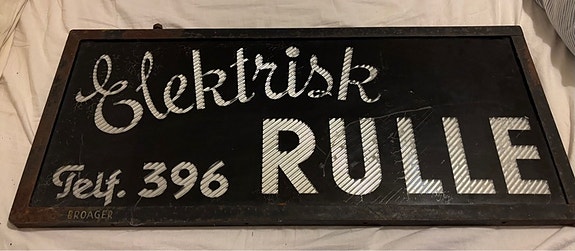 Elektrisk
RULLE
Telf. 396
BROAGER